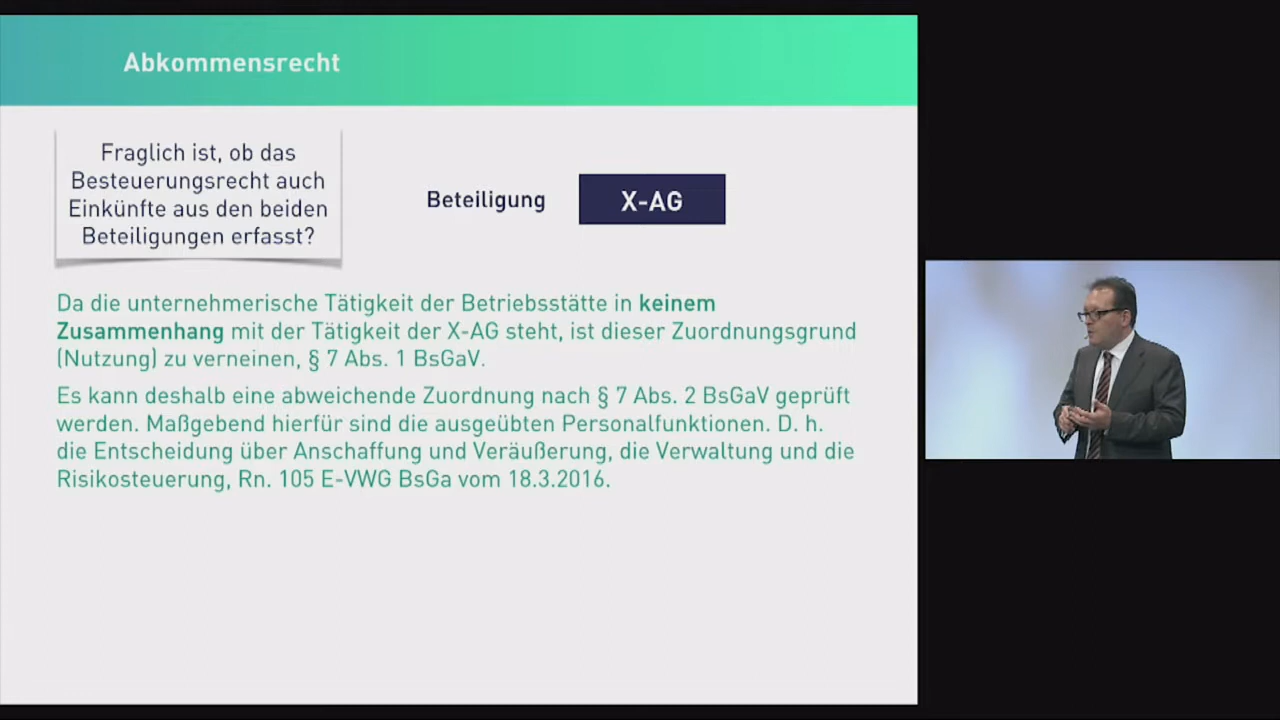 Abkommensrecht
Fraglich ist, ob das
Besteuerungsrecht auch
Einkünfte aus den beiden
Beteiligungen erfasst?
Beteiligung
X-AG
Da die unternehmerische Tätigkeit der Betriebsstätte in keinem
Zusammenhang mit der Tätigkeit der X-AG steht, ist dieser Zuordnungsgrund
(Nutzung) zu verneinen, § 7 Abs. 1 BsGaV.
Es kann deshalb eine abweichende Zuordnung nach § 7 Abs. 2 BsGaV geprüft
werden. Maßgebend hierfür sind die ausgeübten Personalfunktionen. D. h.
die Entscheidung über Anschaffung und Veräußerung, die Verwaltung und die
Risikosteuerung, Rn. 105 E-VWG BsGa vom 18.3.2016.